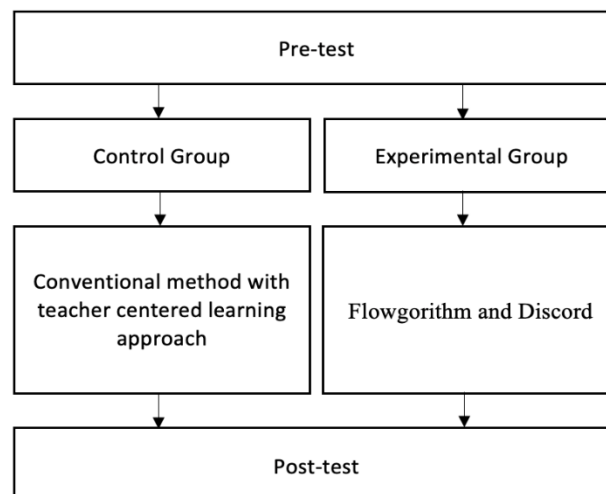 Pre-test
Control Group
Experimental Group
Conventional method with
teacher centered learning
approach
Flowgorithm and Discord
Post-test